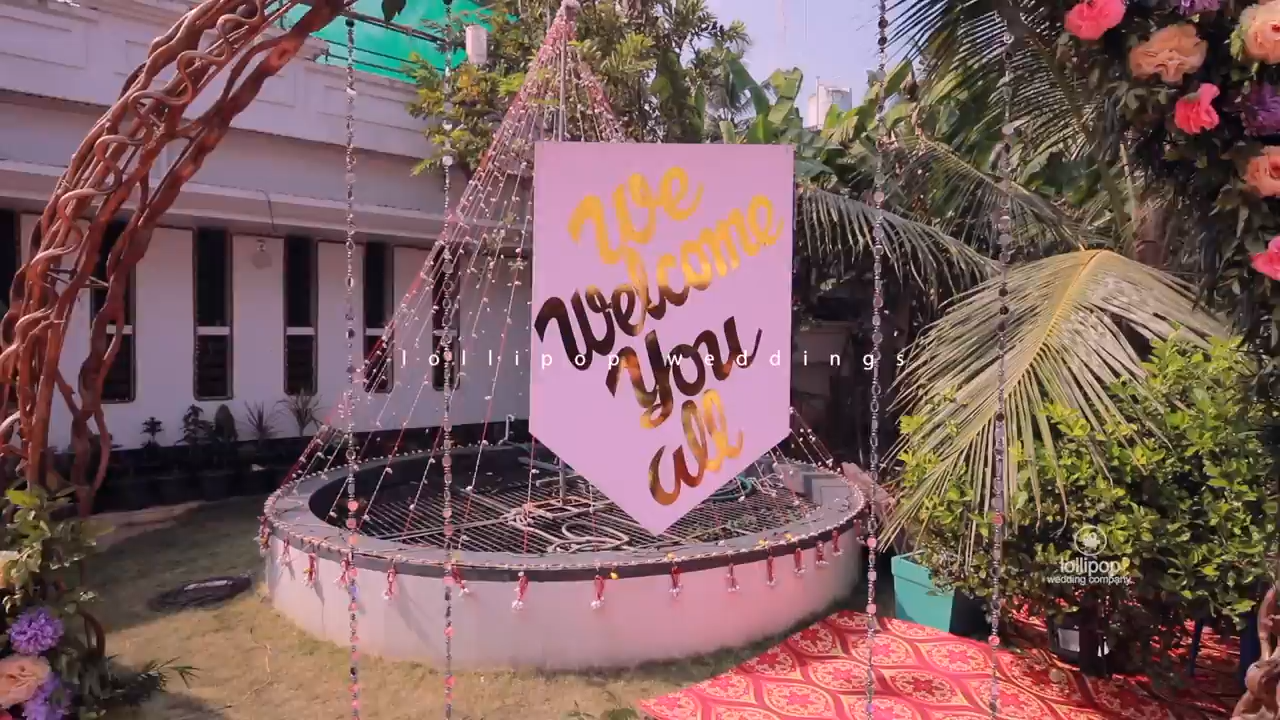 We
Welcome
You
all
lollipop weddings
lollipop
wedding company